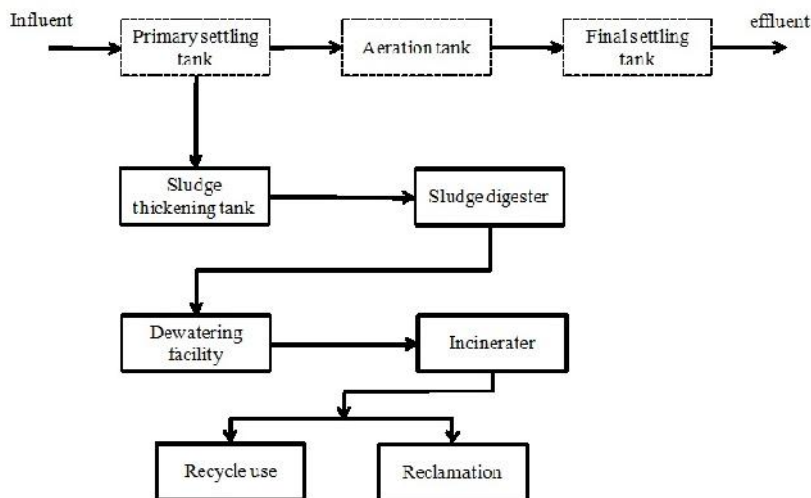 Influent
Primary settling
tank
Aeration tank
Final settling
tank
effluent
Sludge
thickening tank
Sludge digester
Dewatering
facility
Incinerater
Recycle use
Reclamation